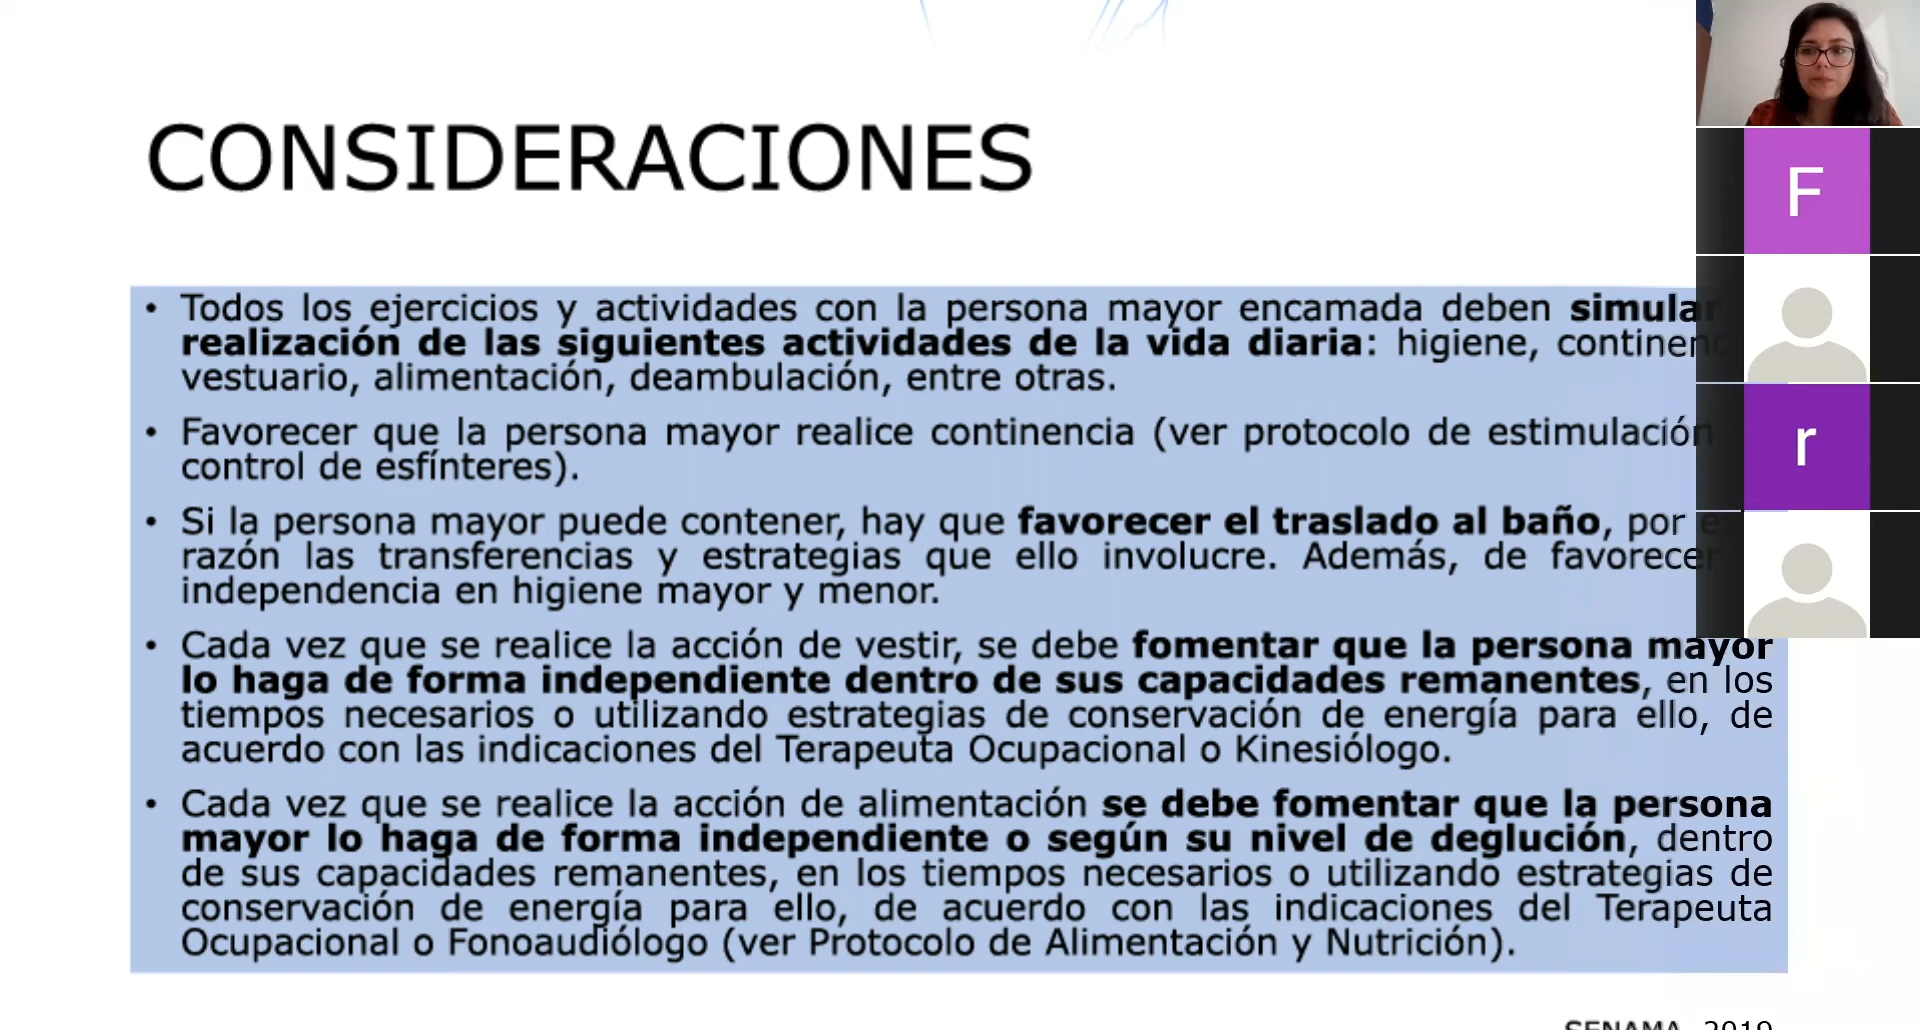 CONSIDERACIONES
• Todos los ejercicios y actividades con la persona mayor encamada deben simular
realización de las siguientes actividades de la vida diaria: higiene,
vestuario, alimentación, deambulación, entre otras.
• Favorecer que la persona mayor realice continencia (ver protocolo de estimulación
control de esfínteres).
• Si la persona mayor puede contener, hay que favorecer el traslado al baño, por
razón las transferencias y estrategias que ello involucre. Además, de favorecer
independencia en higiene mayor y menor.
• Cada vez que se realice la acción de vestir, se debe fomentar que la persona mayor
lo haga de forma independiente dentro de sus capacidades remanentes, en los
tiempos necesarios o utilizando estrategias de conservación de energía para ello, de
acuerdo con las indicaciones del Terapeuta Ocupacional o Kinesiólogo.
• Cada vez que se realice la acción de alimentación se debe fomentar que la persona
mayor lo haga de forma independiente o según su nivel de deglución, dentro
de sus capacidades remanentes, en los tiempos necesarios o utilizando estrategias de
conservación de energía para ello, de acuerdo con las indicaciones del Terapeuta
Ocupacional o Fonoaudiólogo (ver Protocolo de Alimentación y Nutrición).
SENAMA, 2019
F
r